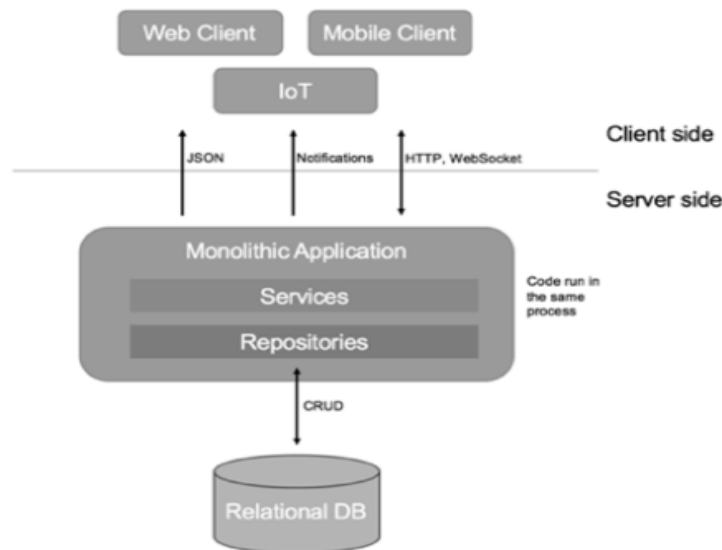 Web Client
Mobile Client
IoT
JSON
Notifications
HTTP, WebSocket
Client side
Server side
Monolithic Application
Services
Repositories
Code run in
the same
process
CRUD
Relational DB